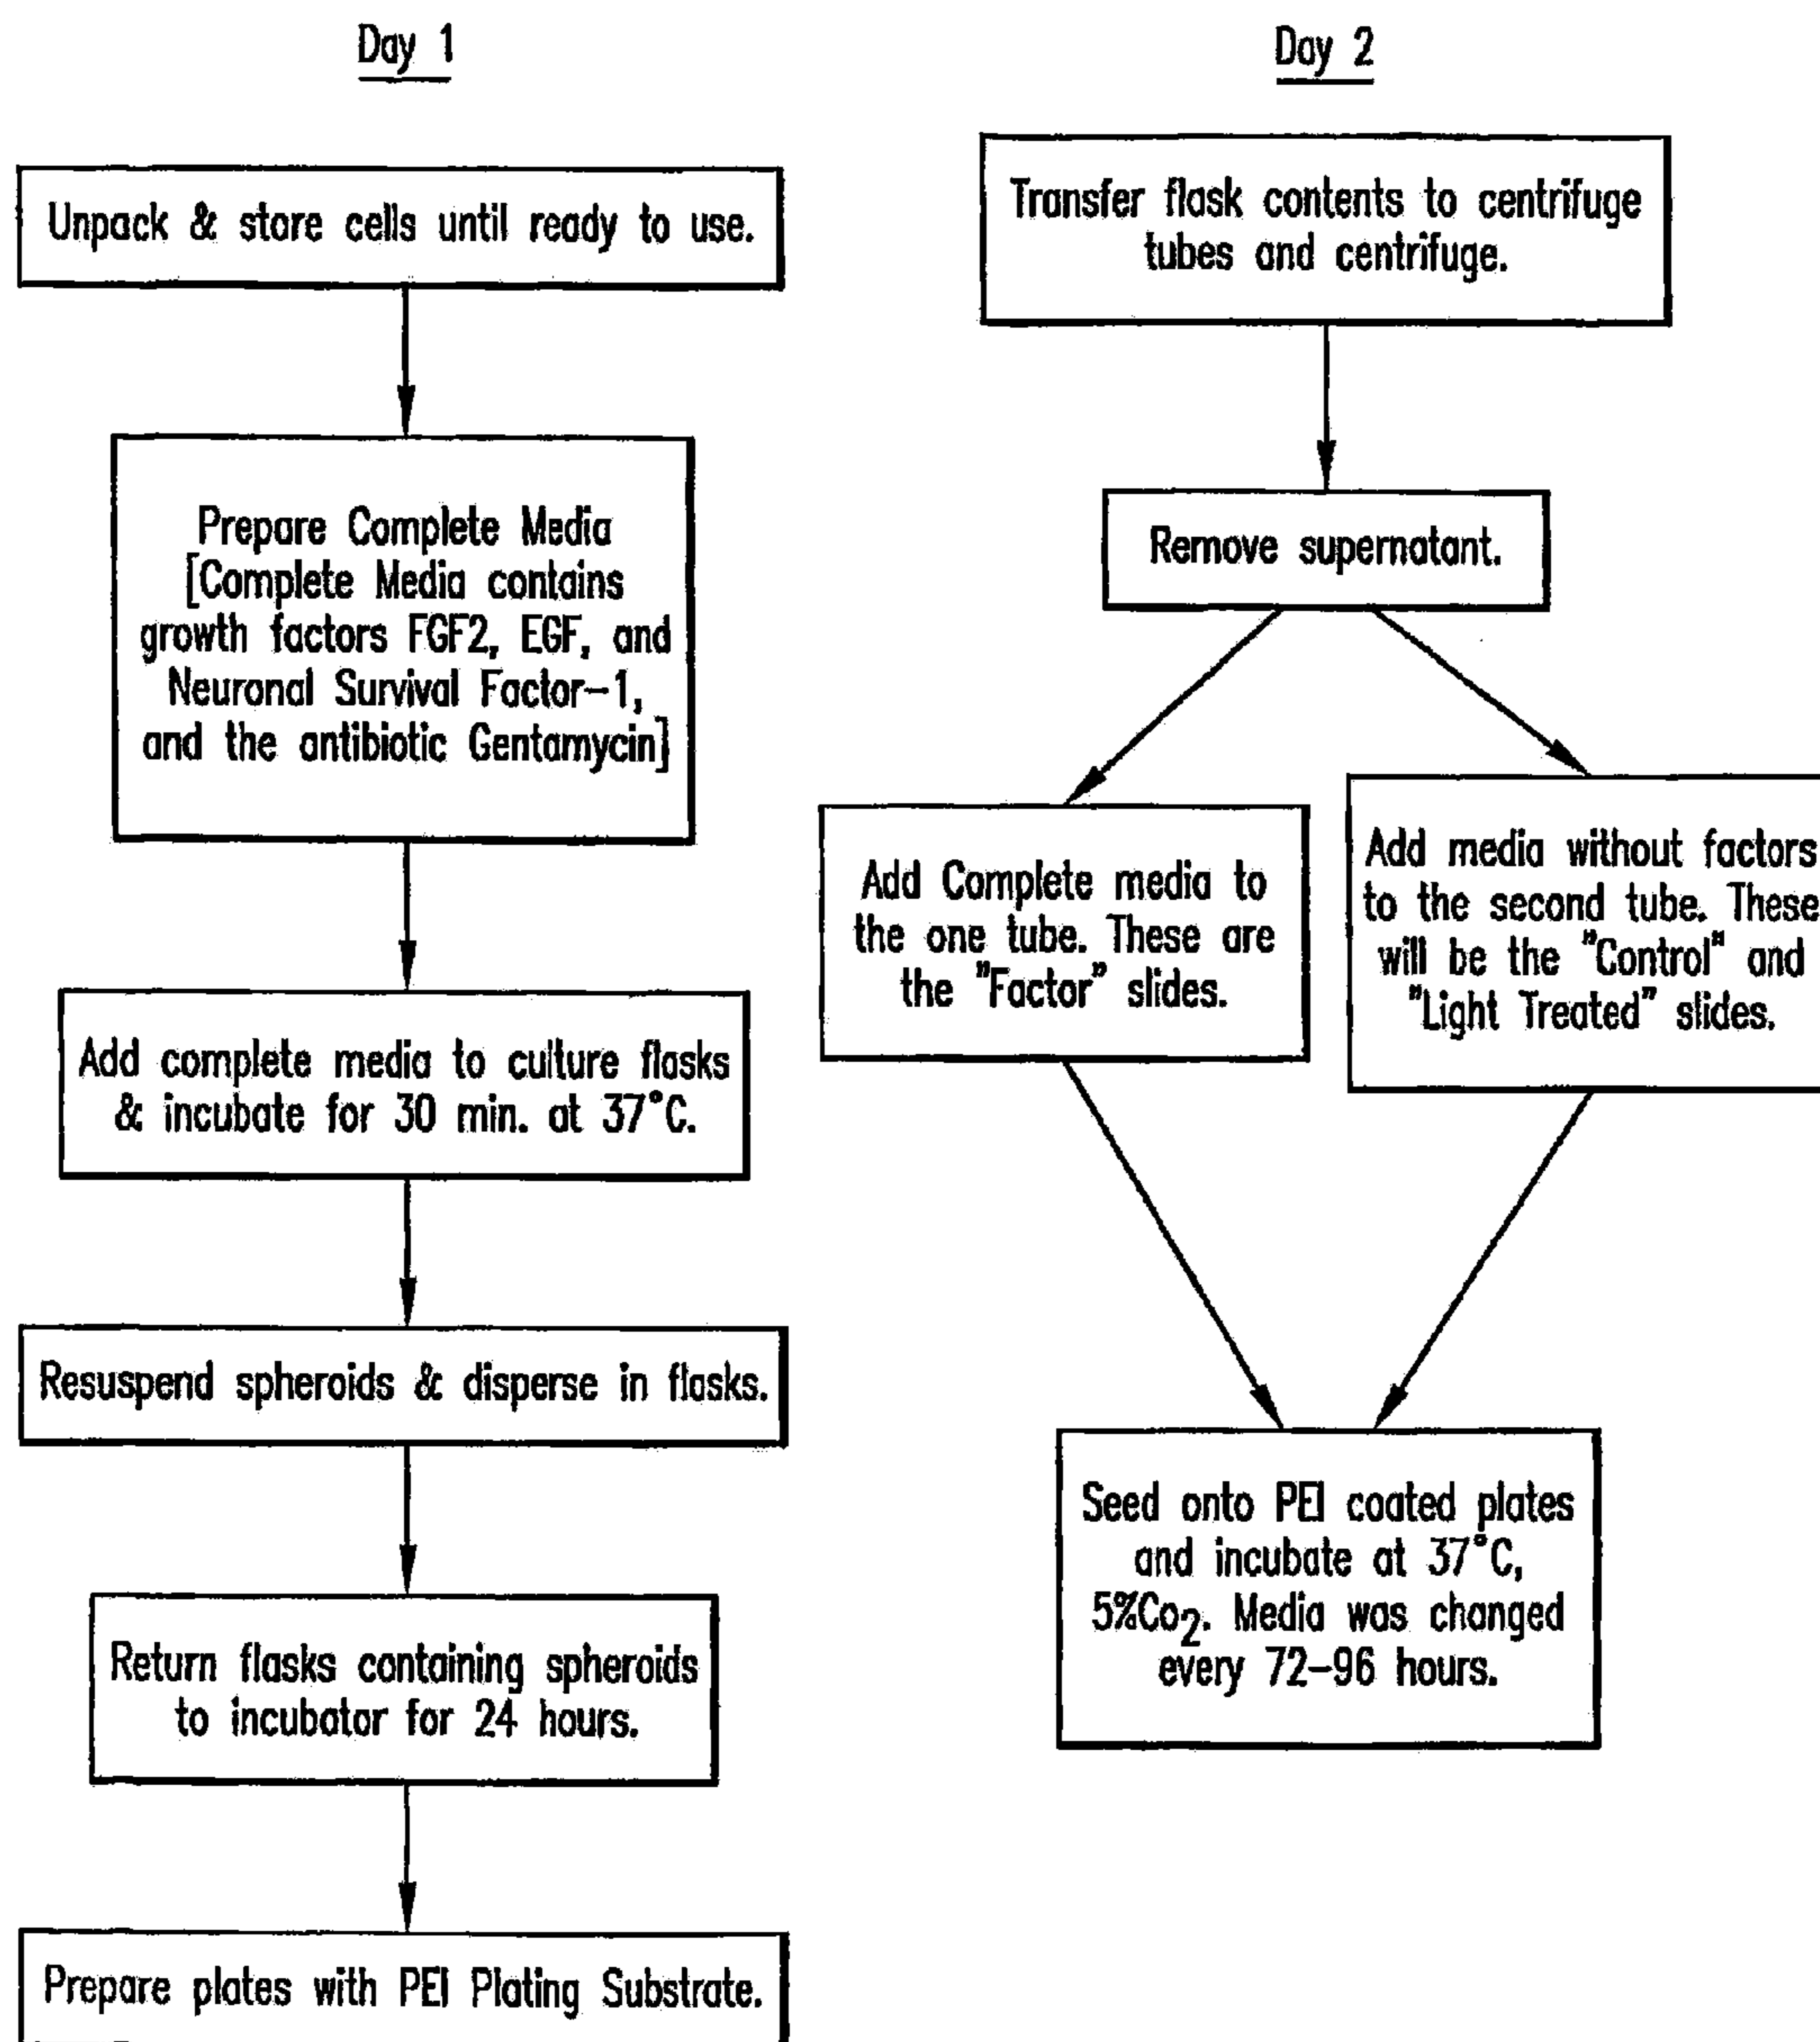 Day 1
Unpack & store cells until ready to use.
Prepare Complete Media
[Complete Media contains
growth factors FGF2, EGF, and
Neuronal Survival Factor-1,
and the antibiotic Gentamycin]
Add complete media to culture flasks
& incubate for 30 min. at 37°C.
Resuspend spheroids & disperse in flasks.
Return flasks containing spheroids
to incubator for 24 hours.
Prepare plates with PEI Plating Substrate.
Day 2
Transfer flask contents to centrifuge
tubes and centrifuge.
Remove supernatant.
Add Complete media to
the one tube. These are
the "Factor" slides.
Add media without factors
to the second tube. These
will be the "Control" and
"Light Treated" slides.
Seed onto PEI coated plates
and incubate at 37°C,
5%Co₂. Media was changed
every 72-96 hours.